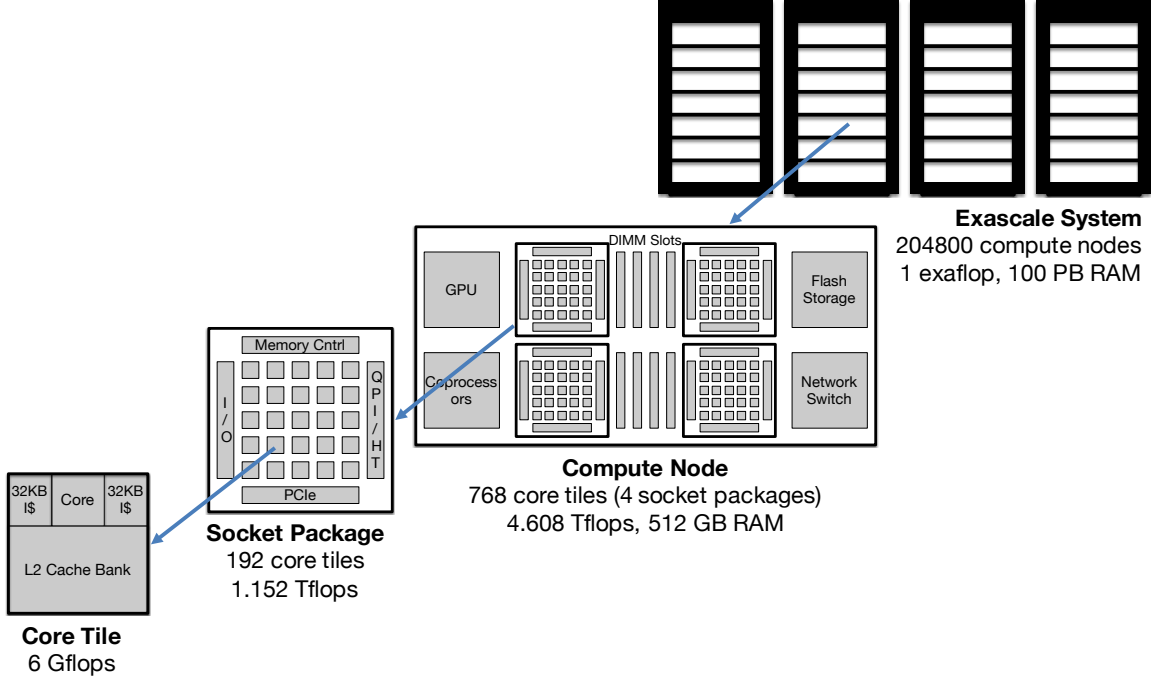 Exascale System
204800 compute nodes
1 exaflop, 100 PB RAM
DIMM Slots
GPU
Flash
Storage
Coprocess
ors
Network
Switch
Compute Node
768 core tiles (4 socket packages)
4.608 Tflops, 512 GB RAM
Memory Cntrl
I/O
QPI/HT
PCIe
Socket Package
192 core tiles
1.152 Tflops
32KB
I$
Core
32KB
I$
L2 Cache Bank
Core Tile
6 Gflops